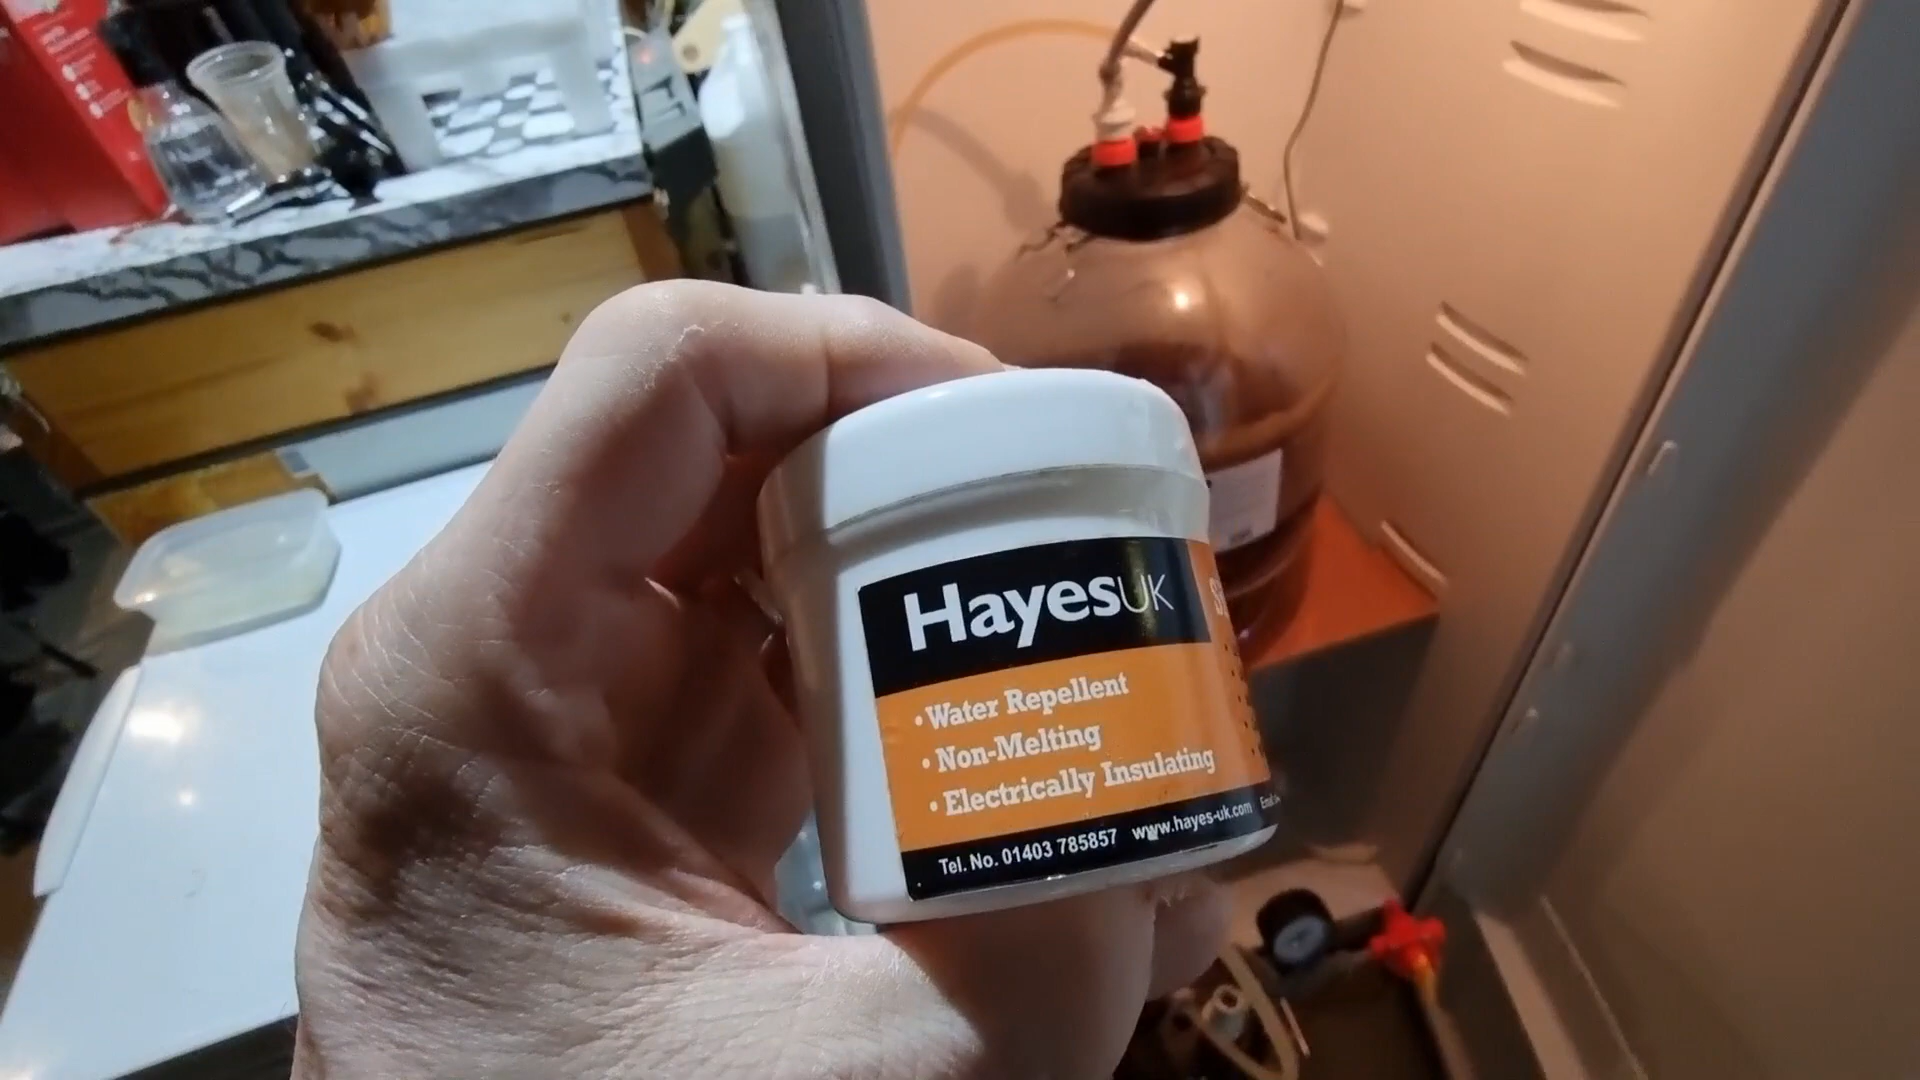 HayesUK
• Water Repellent
• Non-Melting
• Electrically Insulating
Tel. No. 01403 785857 www.hayes-uk.com